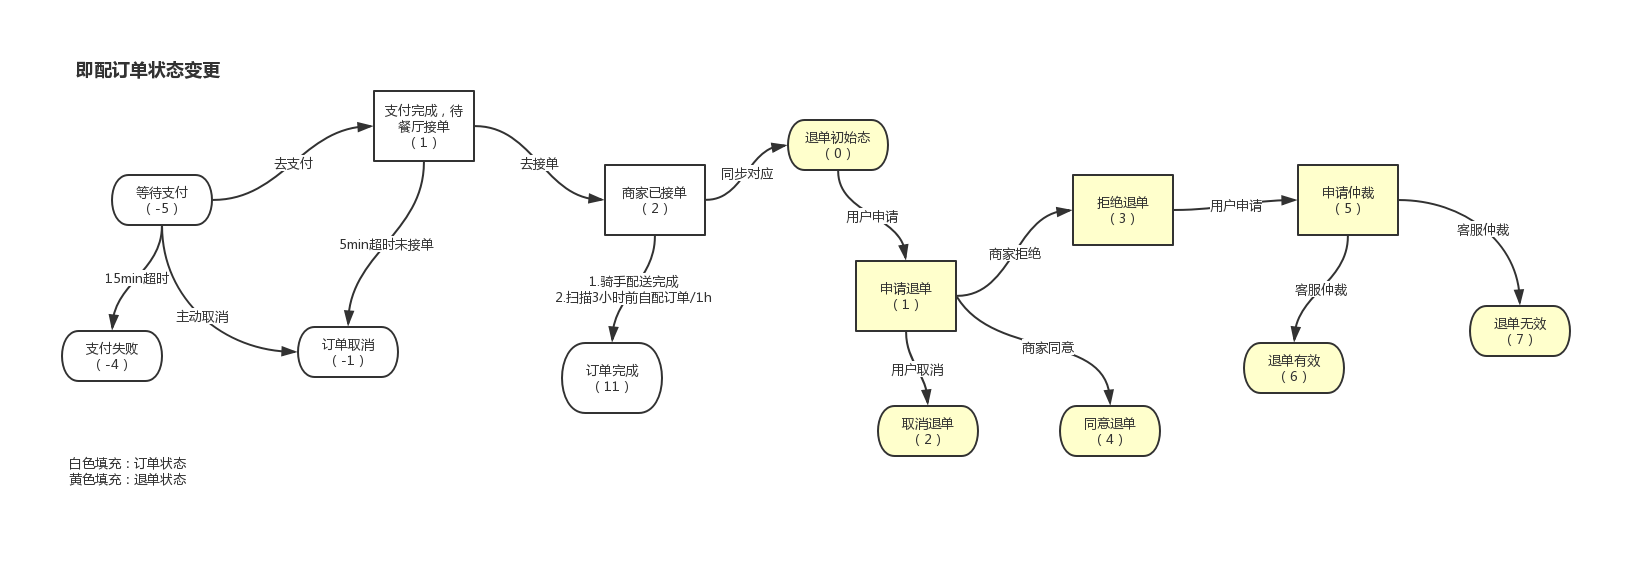 即配订单状态变更
支付完成，待
餐厅接单
（1）
去支付
去接单
等待支付
（-5）
15min超时
主动取消
5min超时未接单
支付失败
（-4）
订单取消
（-1）
商家已接单
（2）
同步对应
1.骑手配送完成
2.扫描3小时前自配订单/1h
订单完成
（11）
退单初始态
（0）
用户申请
申请退单
（1）
商家拒绝
用户取消
商家同意
取消退单
（2）
同意退单
（4）
拒绝退单
（3）
用户申请
申请仲裁
（5）
客服仲裁
客服仲裁
退单有效
（6）
退单无效
（7）
白色填充：订单状态
黄色填充：退单状态